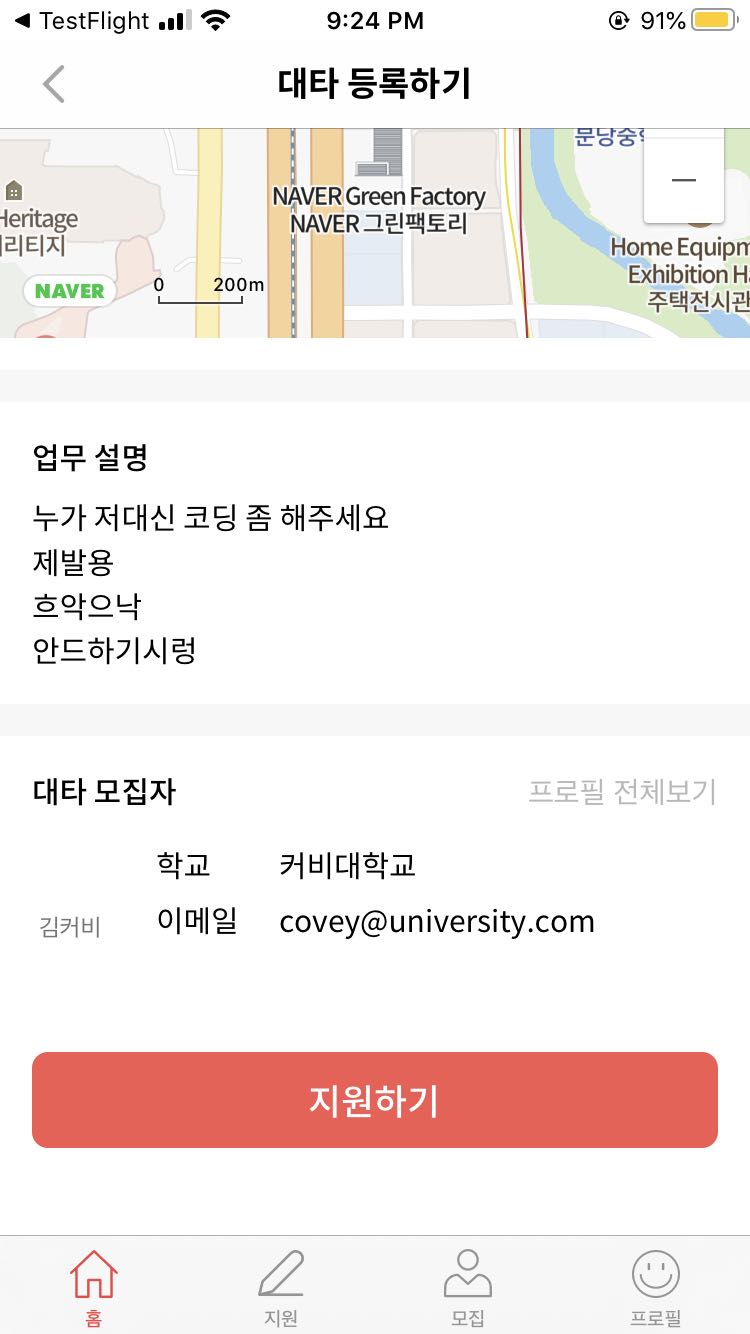 ◀ TestFlight 9:24 PM 91%
대타 등록하기
문당중학
Heritage
리티지
NAVER Green Factory
NAVER 그린팩토리
Home Equipm
Exhibition Ha
주택전시관
NAVER
0 200m
업무 설명
누가 저대신 코딩 좀 해주세요
제발용
흐악으낙
안드하기시렁
대타 모집자 프로필 전체보기
학교 커비대학교
김커비
이메일 covey@university.com
지원하기
홈 지원 모집 프로필